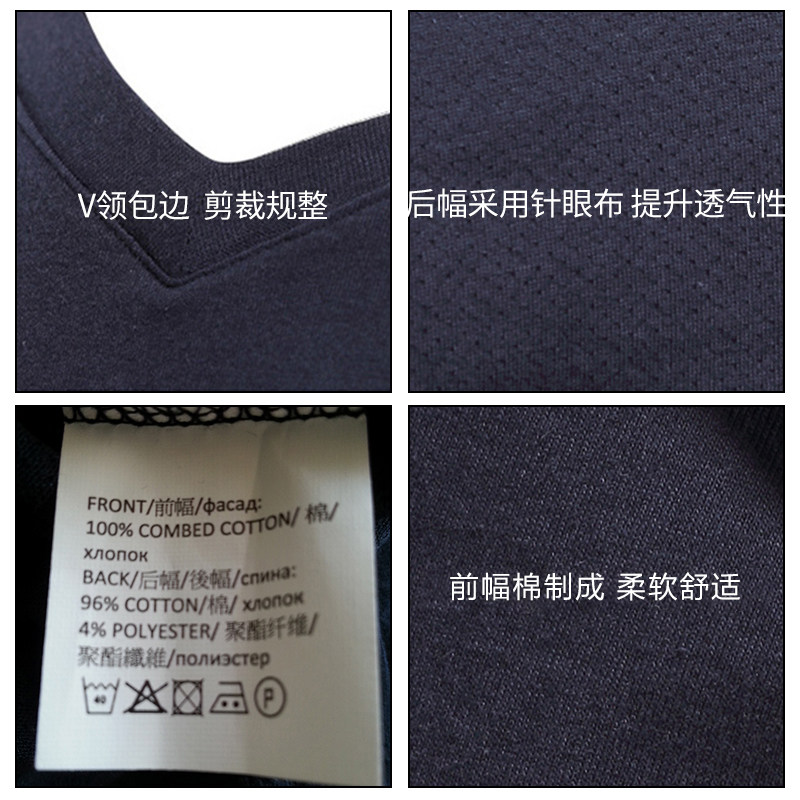 V领包边 剪裁规整
后幅采用针眼布 提升透气性
FRONT/前幅/фасад:
100% COMBED COTTON/ 棉/
хлопок
BACK/后幅/後幅/спина:
96% COTTON/棉/ хлопок
4% POLYESTER/ 聚酯纤维/
聚酯纖維/полиэстер
40
P
前幅棉制成 柔软舒适